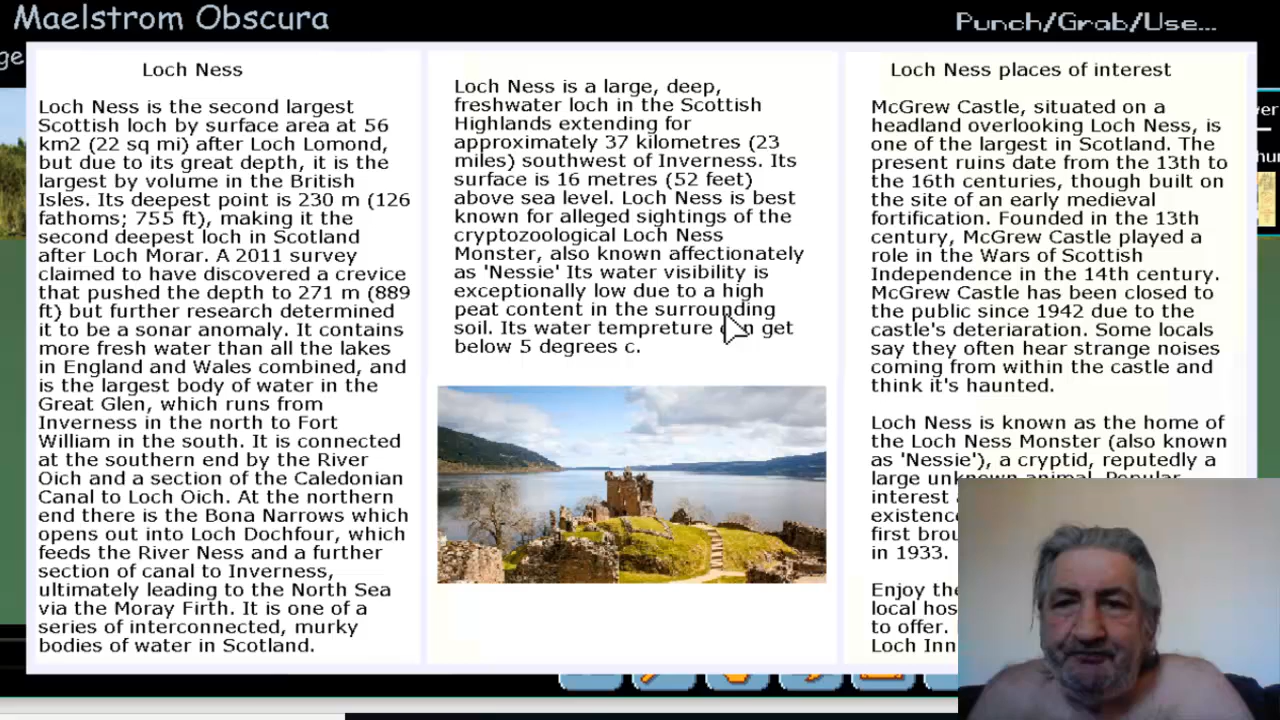 Maelstrom Obscura
Punch/Grab/Use...
Loch Ness
Loch Ness is the second largest
Scottish loch by surface area at 56
km2 (22 sq mi) after Loch Lomond,
but due to its great depth, it is the
largest by volume in the British
Isles. Its deepest point is 230 m (126
fathoms; 755 ft), making it the
second deepest loch in Scotland
after Loch Morar. A 2011 survey
claimed to have discovered a crevice
that pushed the depth to 271 m (889
ft) but further research determined
it to be a sonar anomaly. It contains
more fresh water than all the lakes
in England and Wales combined, and
is the largest body of water in the
Great Glen, which runs from
Inverness in the north to Fort
William in the south. It is connected
at the southern end by the River
Oich and a section of the Caledonian
Canal to Loch Oich. At the northern
end there is the Bona Narrows which
opens out into Loch Dochfour, which
feeds the River Ness and a further
section of canal to Inverness,
ultimately leading to the North Sea
via the Moray Firth. It is one of a
series of interconnected, murky
bodies of water in Scotland.
Loch Ness is a large, deep,
freshwater loch in the Scottish
Highlands extending for
approximately 37 kilometres (23
miles) southwest of Inverness. Its
surface is 16 metres (52 feet)
above sea level. Loch Ness is best
known for alleged sightings of the
cryptozoological Loch Ness
Monster, also known affectionately
as 'Nessie' Its water visibility is
exceptionally low due to a high
peat content in the surrounding
soil. Its water tempreture can get
below 5 degrees c.
Loch Ness places of interest
McGrew Castle, situated on a
headland overlooking Loch Ness, is
one of the largest in Scotland. The
present ruins date from the 13th to
the 16th centuries, though built on
the site of an early medieval
fortification. Founded in the 13th
century, McGrew Castle played a
role in the Wars of Scottish
Independence in the 14th century.
McGrew Castle has been closed to
the public since 1942 due to the
castle's deteriaration. Some locals
say they often hear strange noises
coming from within the castle and
think it's haunted.
Loch Ness is known as the home of
the Loch Ness Monster (also known
as 'Nessie'), a cryptid, reputedly a
large unknown animal. Popular
interest
existence
first
in 1933.
Enjoy the
local
to offer.
Loch Inn